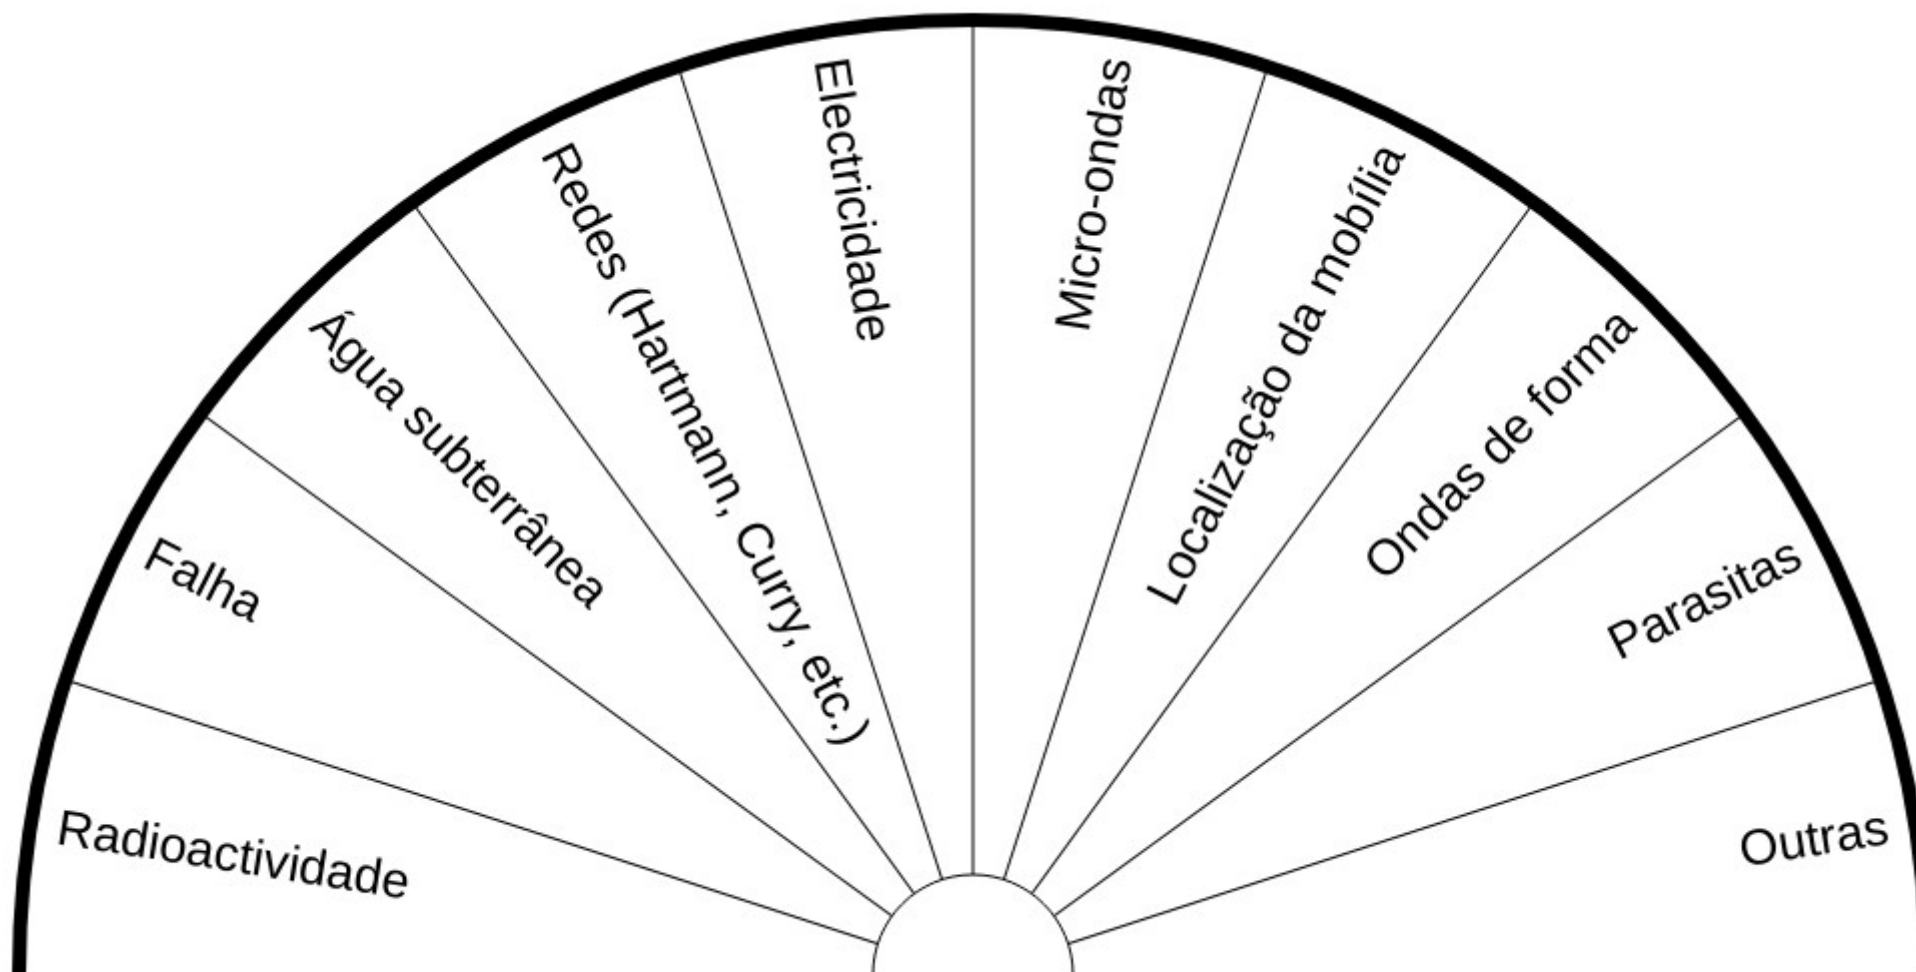 Radioactividade
Falha
Água subterrânea
Redes (Hartmann, Curry, etc.)
Electricidade
Micro-ondas
Localização da mobília
Ondas de forma
Parasitas
Outras